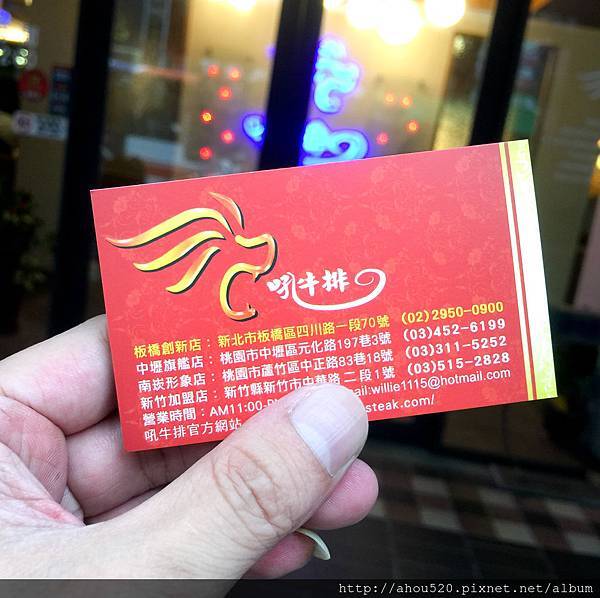 吼牛排
板橋創新店： 新北市板橋區四川路一段70號 (02)2950-0900
中壢旗艦店： 桃園市中壢區元化路197巷3號 (03)452-6199
南崁形象店： 桃園市蘆竹區中正路83巷18號 (03)311-5252
新竹加盟店： 新竹縣新竹市中華路二段1號 (03)515-2828
營業時間：AM11:00- mail:willie1115@hotmail.com
吼牛排官方網站 steak.com/
http://ahou520.pixnet.net/album